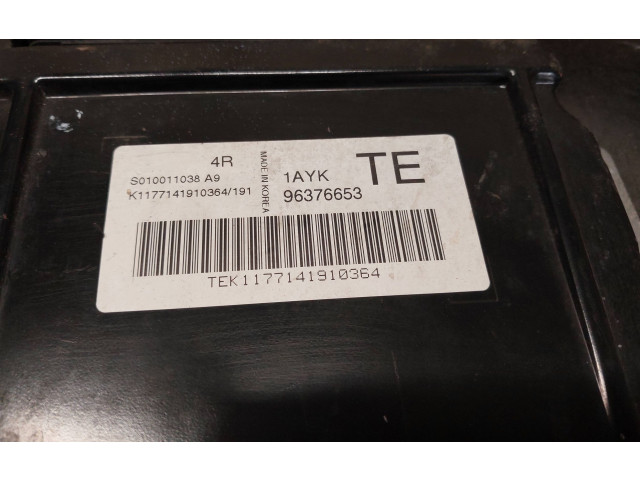 4R
S010011038 A9
K1177141910364/191
MADE IN KOREA
1AYK
TE
96376653
TEK1177141910364